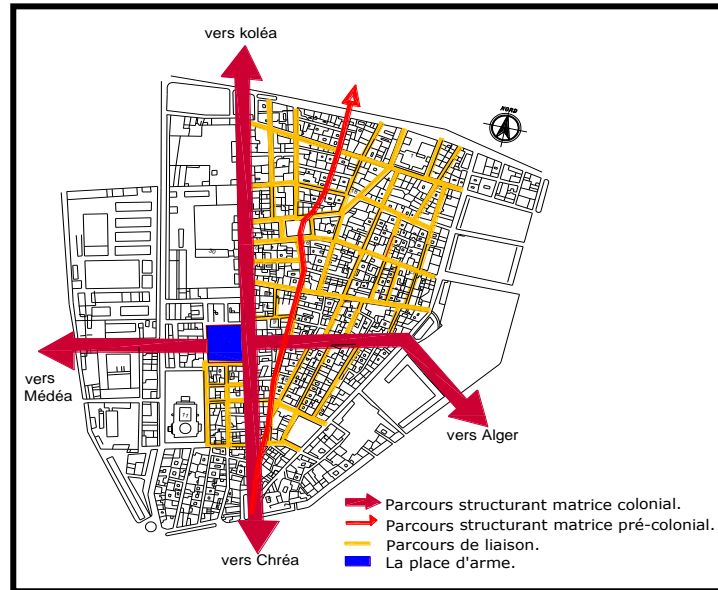 vers koléa
NORD
vers
Médéa
vers Alger
vers Chréa
Parcours structurant matrice colonial.
Parcours structurant matrice pré-colonial.
Parcours de liaison.
La place d'arme.